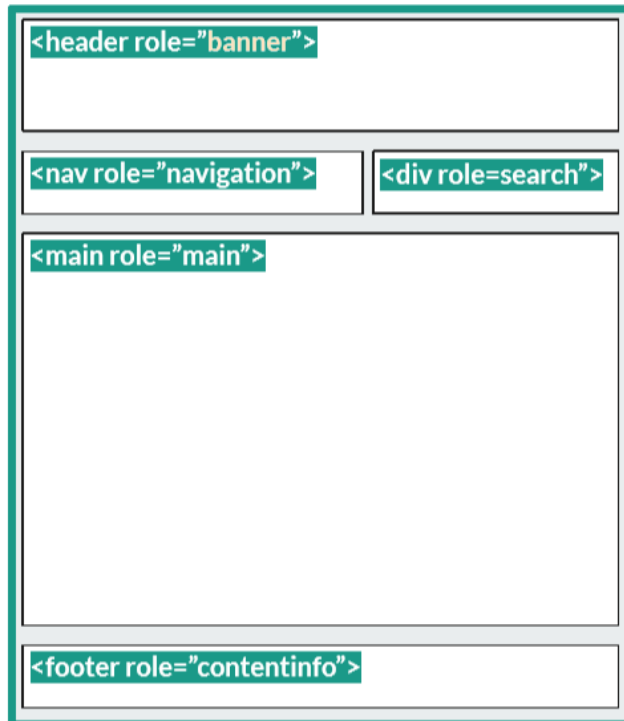 <header role=”banner”>
<nav role=”navigation”>
<div role=search”>
<main role=”main”>
<footer role=”contentinfo”>